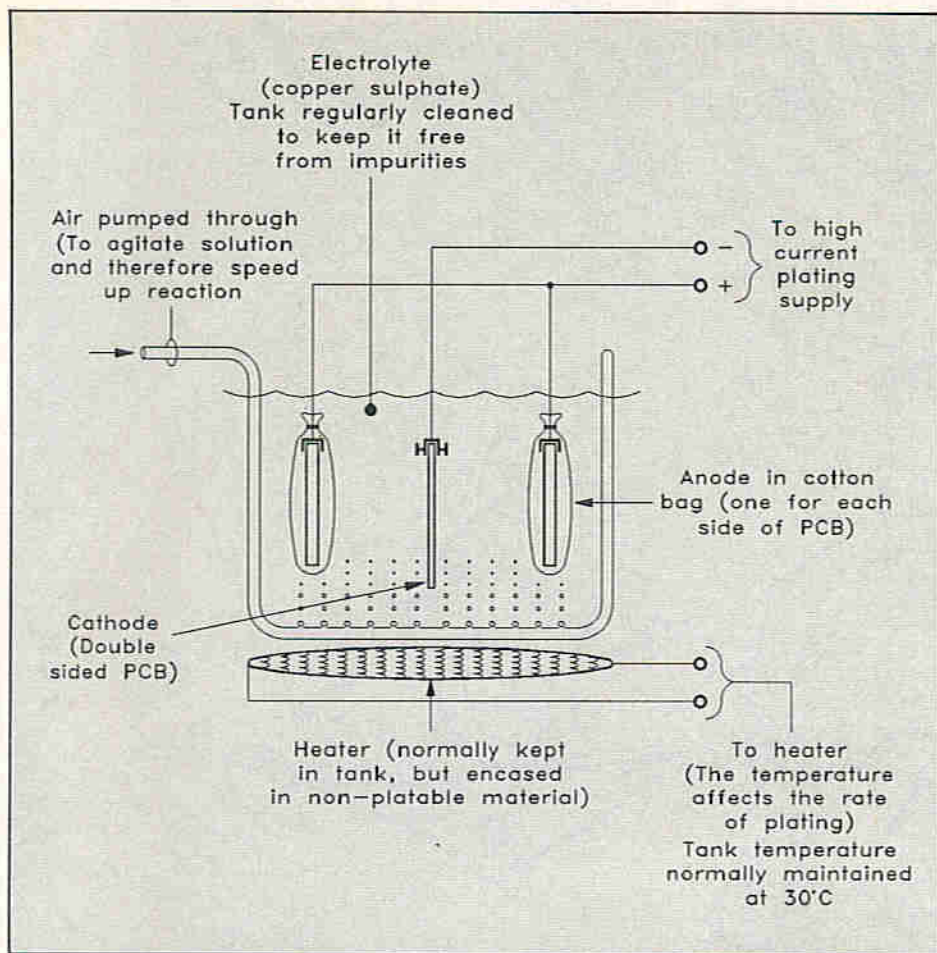 Electrolyte
(copper sulphate)
Tank regularly cleaned
to keep it free
from impurities
Air pumped through
(To agitate solution
and therefore speed
up reaction
To high
current
plating
supply
−
+
Anode in cotton
bag (one for each
side of PCB)
Cathode
(Double
sided PCB)
Heater (normally kept
in tank, but encased
in non-platable material)
To heater
(The temperature
affects the rate
of plating)
Tank temperature
normally maintained
at 30°C